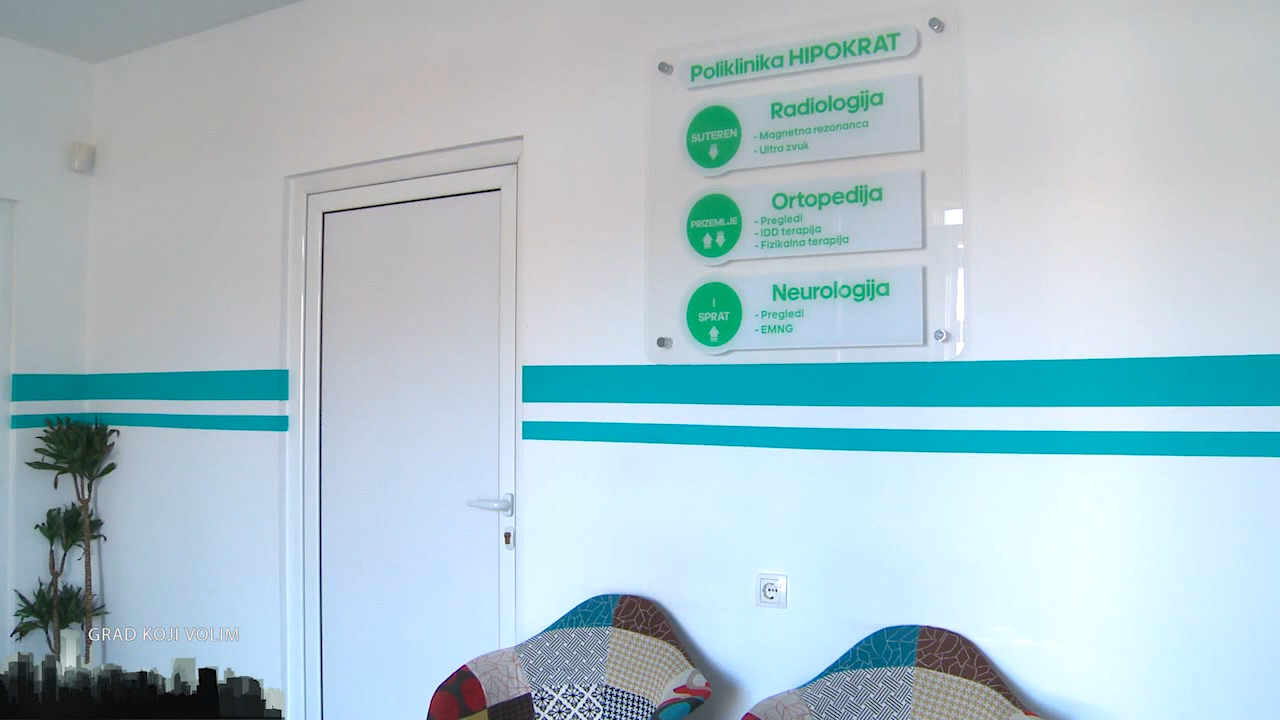 Poliklinika HIPOKRAT
Radiologija
SUTEREN
- Magnetna rezonanca
- Ultra zvuk
Ortopedija
PRIZEMLJE
- Pregledi
- IDD terapija
- Fizikalna terapija
Neurologija
I
SPRAT
- Pregledi
- EMNG
GRAD KOJI VOLIM